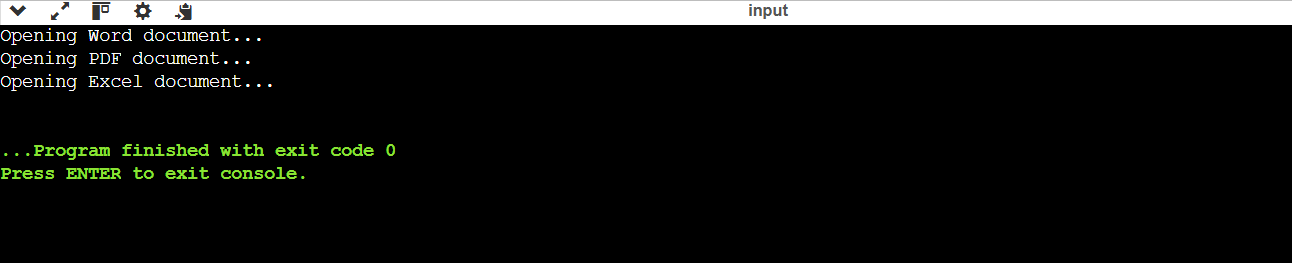 input
Opening Word document...
Opening PDF document...
Opening Excel document...
...Program finished with exit code 0
Press ENTER to exit console.